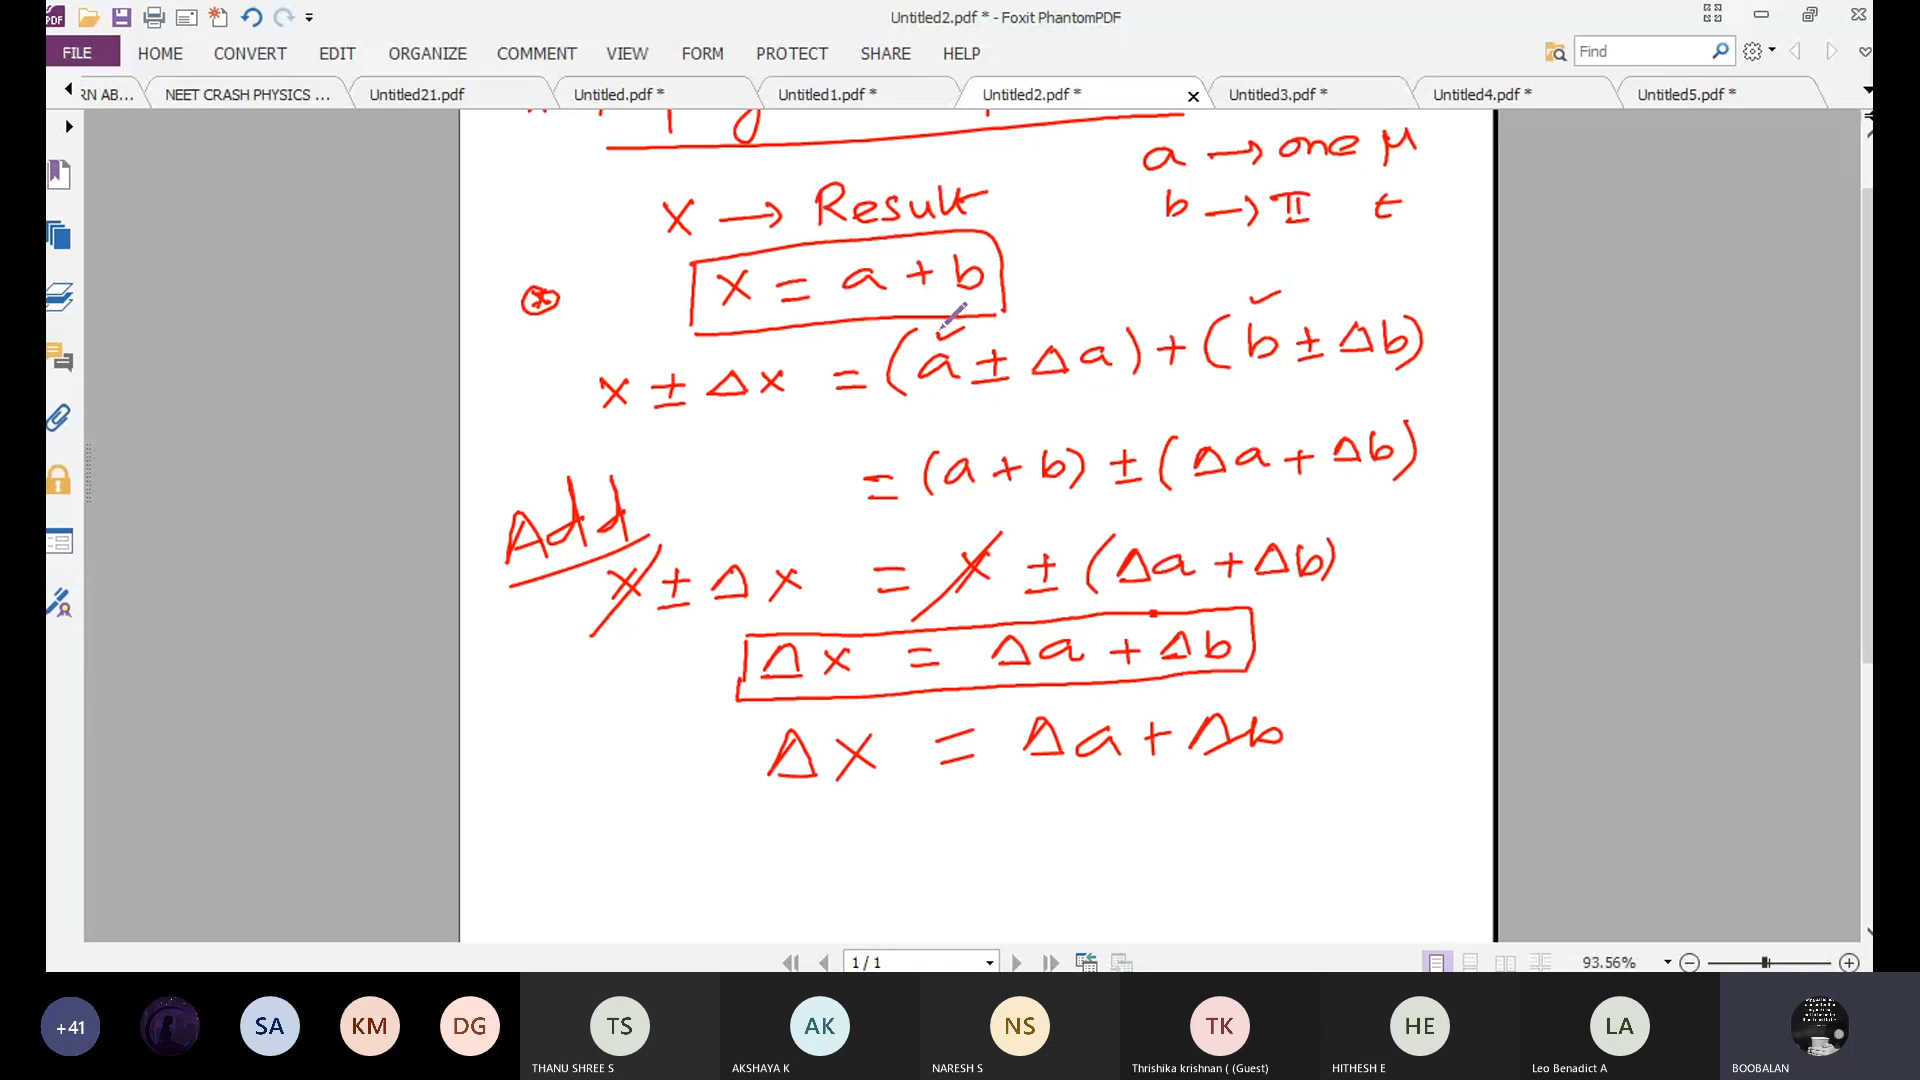 Untitled2.pdf * - Foxit PhantomPDF
FILE HOME CONVERT EDIT ORGANIZE COMMENT VIEW FORM PROTECT SHARE HELP
Find
RN AB... NEET CRASH PHYSICS ... Untitled21.pdf Untitled.pdf * Untitled1.pdf * Untitled2.pdf * Untitled3.pdf * Untitled4.pdf * Untitled5.pdf *
a → one μ
b → II t
x → Result
x = a + b
x ± Δx = (a ± Δa) + (b ± Δb)
= (a + b) ± (Δa + Δb)
Add
x ± Δx = x ± (Δa + Δb)
Δx = Δa + Δb
Δx = Δa + Δb
1 / 1
93.56%
+41 SA KM DG TS AK NS TK HE LA
THANU SHREE S AKSHAYA K NARESH S Thrishika krishnan ( (Guest) HITHESH E Leo Benadict A BOOBALAN